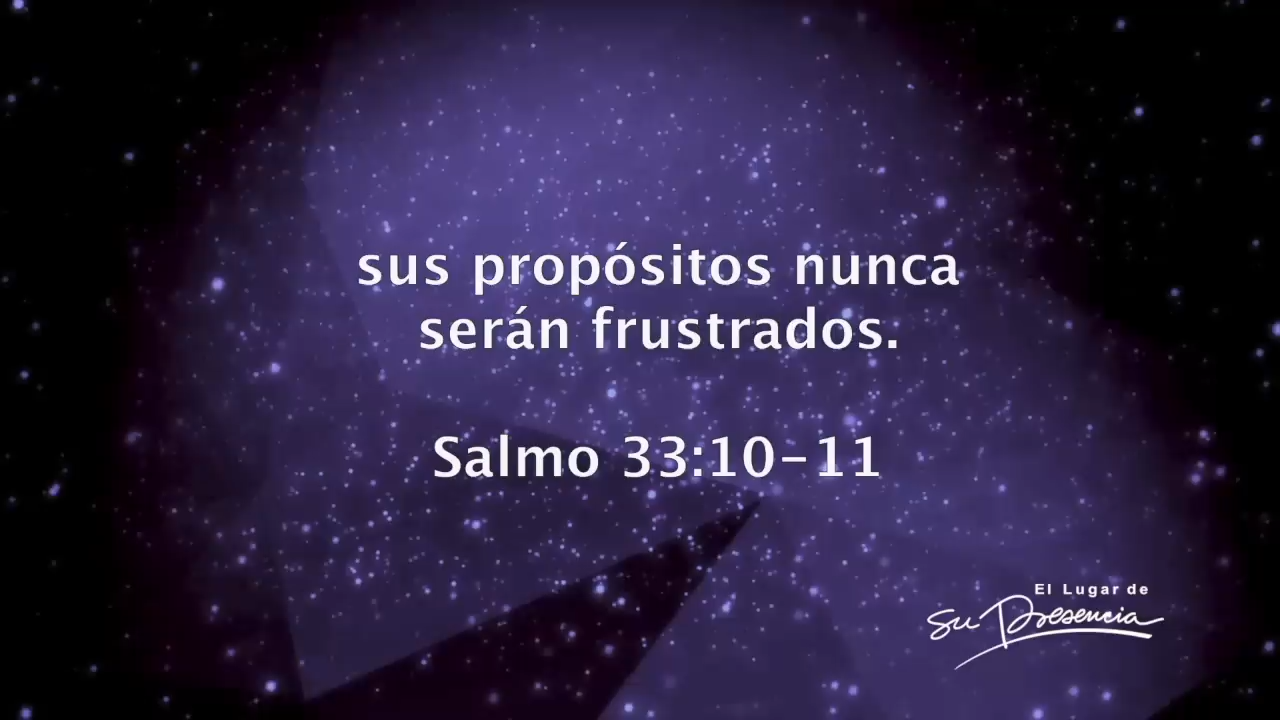 sus propósitos nunca
serán frustrados.
Salmo 33:10-11
El Lugar de
Su Presencia